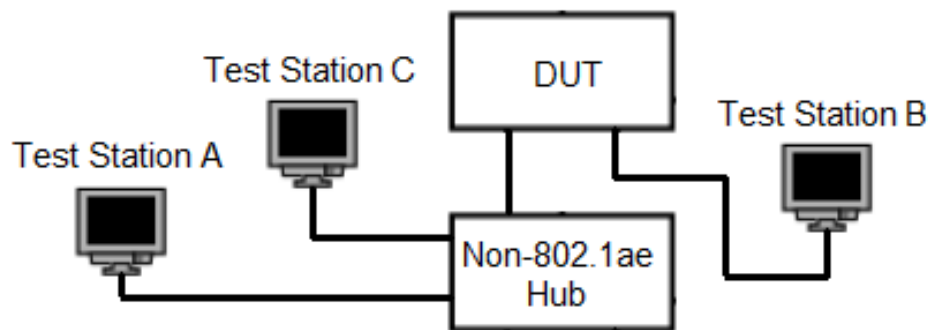 DUT
Test Station C
Test Station B
Test Station A
Non-802.1ae
Hub